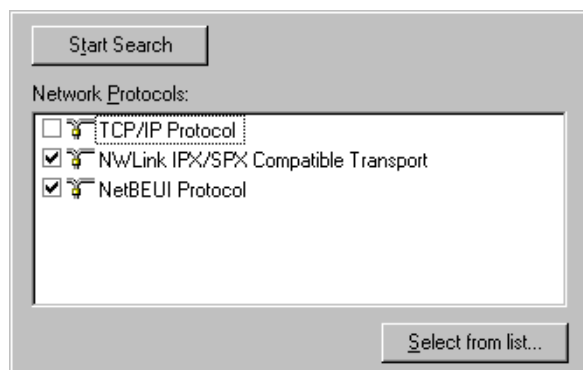 Start Search
Network Protocols:
TCP/IP Protocol
NWLink IPX/SPX Compatible Transport
NetBEUI Protocol
Select from list...